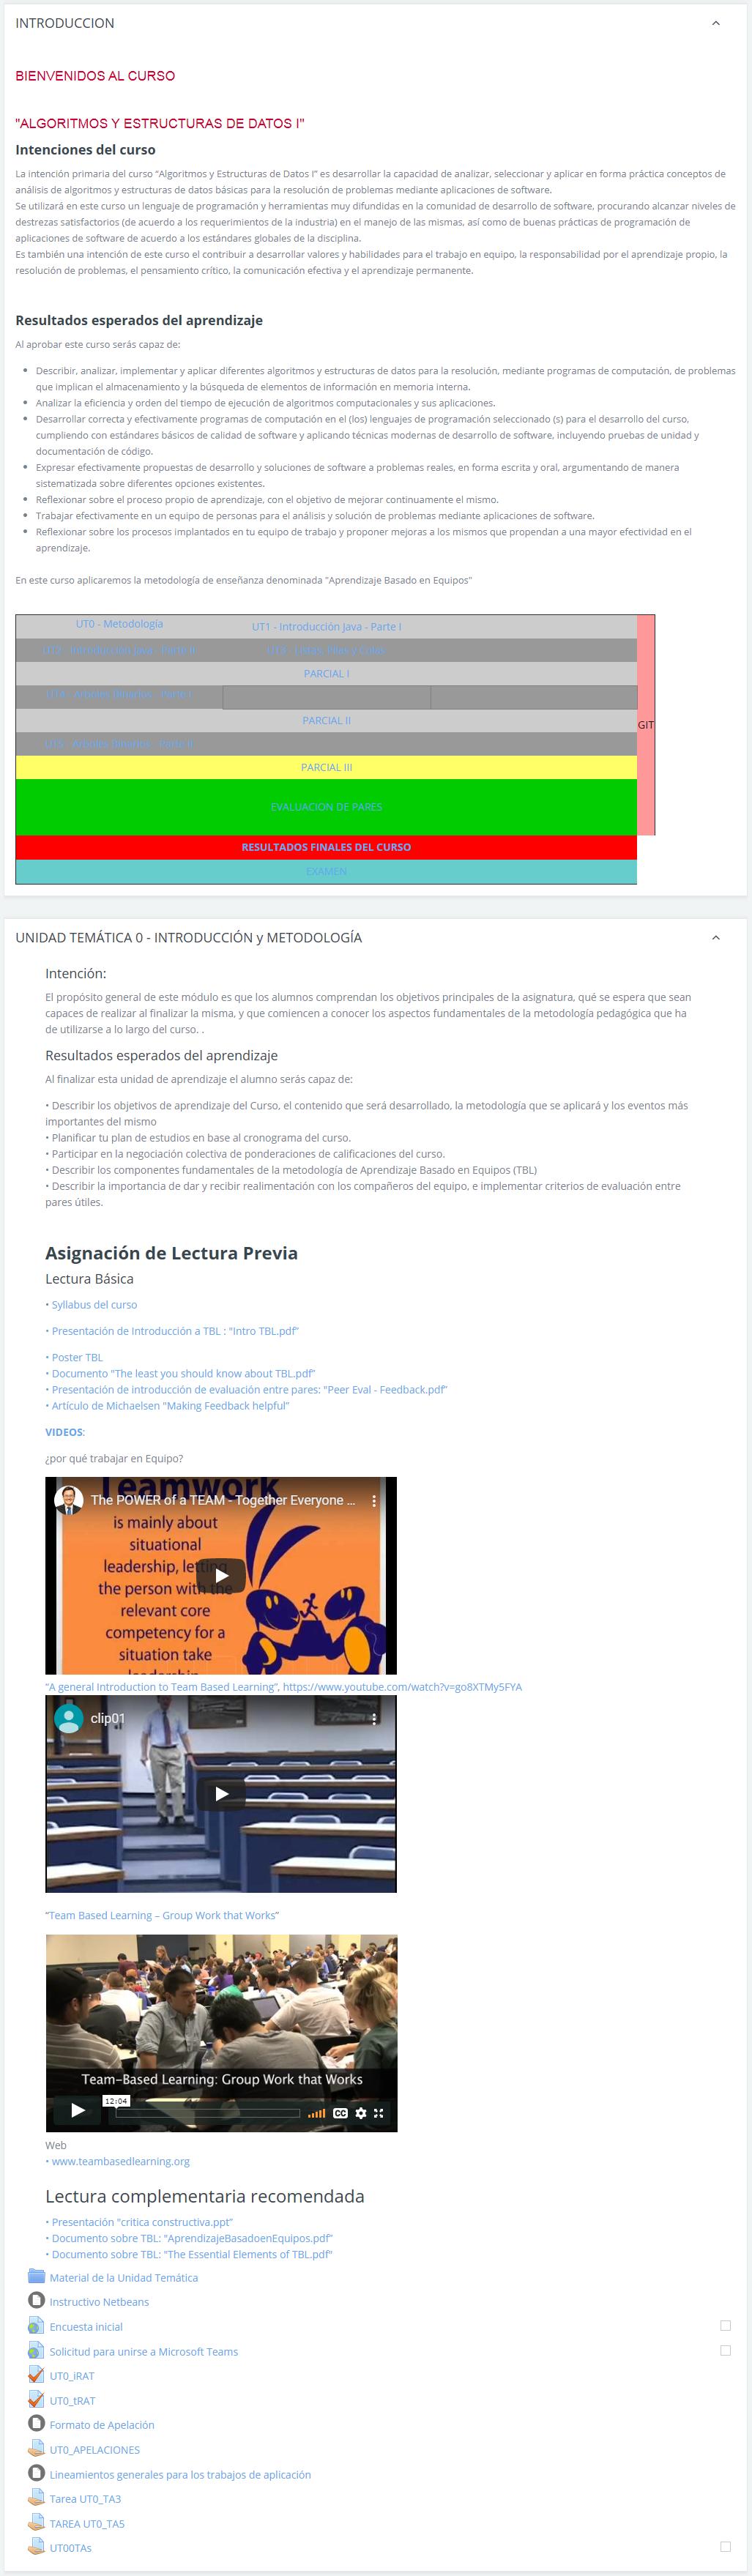 INTRODUCCION
BIENVENIDOS AL CURSO
"ALGORITMOS Y ESTRUCTURAS DE DATOS I"
Intenciones del curso
La intención primaria del curso “Algoritmos y Estructuras de Datos I” es desarrollar la capacidad de analizar, seleccionar y aplicar en forma práctica conceptos de
análisis de algoritmos y estructuras de datos básicas para la resolución de problemas mediante aplicaciones de software.
Se utilizará en este curso un lenguaje de programación y herramientas muy difundidas en la comunidad de desarrollo de software, procurando alcanzar niveles de
destrezas satisfactorios (de acuerdo a los requerimientos de la industria) en el manejo de las mismas, así como de buenas prácticas de programación de
aplicaciones de software de acuerdo a los estándares globales de la disciplina.
Es también una intención de este curso el contribuir a desarrollar valores y habilidades para el trabajo en equipo, la responsabilidad por el aprendizaje propio, la
resolución de problemas, el pensamiento crítico, la comunicación efectiva y el aprendizaje permanente.
Resultados esperados del aprendizaje
Al aprobar este curso serás capaz de:
• Describir, analizar, implementar y aplicar diferentes algoritmos y estructuras de datos para la resolución, mediante programas de computación, de problemas
que implican el almacenamiento y la búsqueda de elementos de información en memoria interna.
• Analizar la eficiencia y orden del tiempo de ejecución de algoritmos computacionales y sus aplicaciones.
• Desarrollar correcta y efectivamente programas de computación en el (los) lenguajes de programación seleccionado (s) para el desarrollo del curso,
cumpliendo con estándares básicos de calidad de software y aplicando técnicas modernas de desarrollo de software, incluyendo pruebas de unidad y
documentación de código.
• Expresar efectivamente propuestas de desarrollo y soluciones de software a problemas reales, en forma escrita y oral, argumentando de manera
sistematizada sobre diferentes opciones existentes.
• Reflexionar sobre el proceso propio de aprendizaje, con el objetivo de mejorar continuamente el mismo.
• Trabajar efectivamente en un equipo de personas para el análisis y solución de problemas mediante aplicaciones de software.
• Reflexionar sobre los procesos implantados en tu equipo de trabajo y proponer mejoras a los mismos que propendan a una mayor efectividad en el
aprendizaje.
En este curso aplicaremos la metodología de enseñanza denominada "Aprendizaje Basado en Equipos"
UT0 - Metodología UT1 - Introducción Java - Parte I
UT2 - Introducción Java - Parte II UT3 - Listas, Pilas y Colas
PARCIAL I
UT4 - Árboles Binarios - Parte I
PARCIAL II
GIT
UT5 - Árboles Binarios - Parte II
PARCIAL III
EVALUACION DE PARES
RESULTADOS FINALES DEL CURSO
EXAMEN
UNIDAD TEMÁTICA 0 - INTRODUCCIÓN y METODOLOGÍA
Intención:
El propósito general de este módulo es que los alumnos comprendan los objetivos principales de la asignatura, qué se espera que sean
capaces de realizar al finalizar la misma, y que comiencen a conocer los aspectos fundamentales de la metodología pedagógica que ha
de utilizarse a lo largo del curso. .
Resultados esperados del aprendizaje
Al finalizar esta unidad de aprendizaje el alumno serás capaz de:
• Describir los objetivos de aprendizaje del Curso, el contenido que será desarrollado, la metodología que se aplicará y los eventos más
importantes del mismo
• Planificar tu plan de estudios en base al cronograma del curso.
• Participar en la negociación colectiva de ponderaciones de calificaciones del curso.
• Describir los componentes fundamentales de la metodología de Aprendizaje Basado en Equipos (TBL)
• Describir la importancia de dar y recibir realimentación con los compañeros del equipo, e implementar criterios de evaluación entre
pares útiles.
Asignación de Lectura Previa
Lectura Básica
• Syllabus del curso
• Presentación de Introducción a TBL : "Intro TBL.pdf"
• Poster TBL
• Documento "The least you should know about TBL.pdf"
• Presentación de introducción de evaluación entre pares: "Peer Eval - Feedback.pdf"
• Artículo de Michaelsen "Making Feedback helpful"
VIDEOS:
¿por qué trabajar en Equipo?
Teamwork
The POWER of a TEAM - Together Everyone ...
is mainly about
situational
leadership, letting
the person with the
relevant core
competency for a
situation take
leadership
"A general Introduction to Team Based Learning", https://www.youtube.com/watch?v=go8XTMy5FYA
clip01
“Team Based Learning – Group Work that Works”
Team-Based Learning: Group Work that Works
12:04
CC
Web
• www.teambasedlearning.org
Lectura complementaria recomendada
• Presentación "critica constructiva.ppt"
• Documento sobre TBL: "AprendizajeBasadoenEquipos.pdf"
• Documento sobre TBL: "The Essential Elements of TBL.pdf"
Material de la Unidad Temática
Instructivo Netbeans
Encuesta inicial
Solicitud para unirse a Microsoft Teams
UT0_iRAT
UT0_tRAT
Formato de Apelación
UT0_APELACIONES
Lineamientos generales para los trabajos de aplicación
Tarea UT0_TA3
TAREA UT0_TA5
UT00TAs